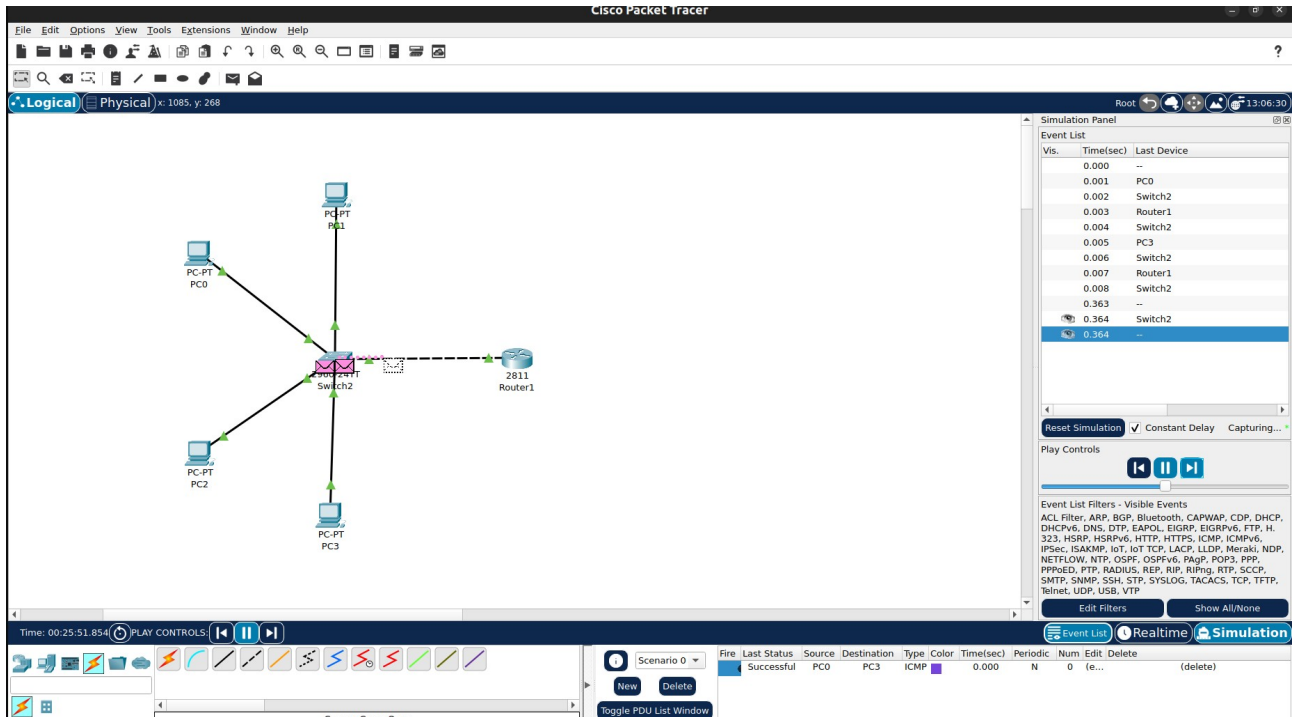 Cisco Packet Tracer
File Edit Options View Tools Extensions Window Help
?
Logical Physical x: 1085, y: 268
Root 13:06:30
Simulation Panel
Event List
Vis. Time(sec) Last Device
0.000 --
0.001 PC0
0.002 Switch2
0.003 Router1
0.004 Switch2
0.005 PC3
0.006 Switch2
0.007 Router1
0.008 Switch2
0.363 --
0.364 Switch2
0.364 --
PC-PT
PC1
PC-PT
PC0
2960-24TT
Switch2
2811
Router1
PC-PT
PC2
PC-PT
PC3
Reset Simulation Constant Delay Capturing...
Play Controls
Event List Filters - Visible Events
ACL Filter, ARP, BGP, Bluetooth, CAPWAP, CDP, DHCP,
DHCPv6, DNS, DTP, EAPOL, EIGRP, EIGRPv6, FTP, H.
323, HSRP, HSRPv6, HTTP, HTTPS, ICMP, ICMPv6,
IPSec, ISAKMP, IoT, IoT TCP, LACP, LLDP, Meraki, NDP,
NETFLOW, NTP, OSPF, OSPFv6, PAgP, POP3, PPP,
PPPoED, PTP, RADIUS, REP, RIP, RIPng, RTP, SCCP,
SMTP, SNMP, SSH, STP, SYSLOG, TACACS, TCP, TFTP,
Telnet, UDP, USB, VTP
Edit Filters Show All/None
Time: 00:25:51.854 PLAY CONTROLS:
Event List Realtime Simulation
Scenario 0
New Delete
Toggle PDU List Window
Fire Last Status Source Destination Type Color Time(sec) Periodic Num Edit Delete
Successful PC0 PC3 ICMP 0.000 N 0 (e... (delete)